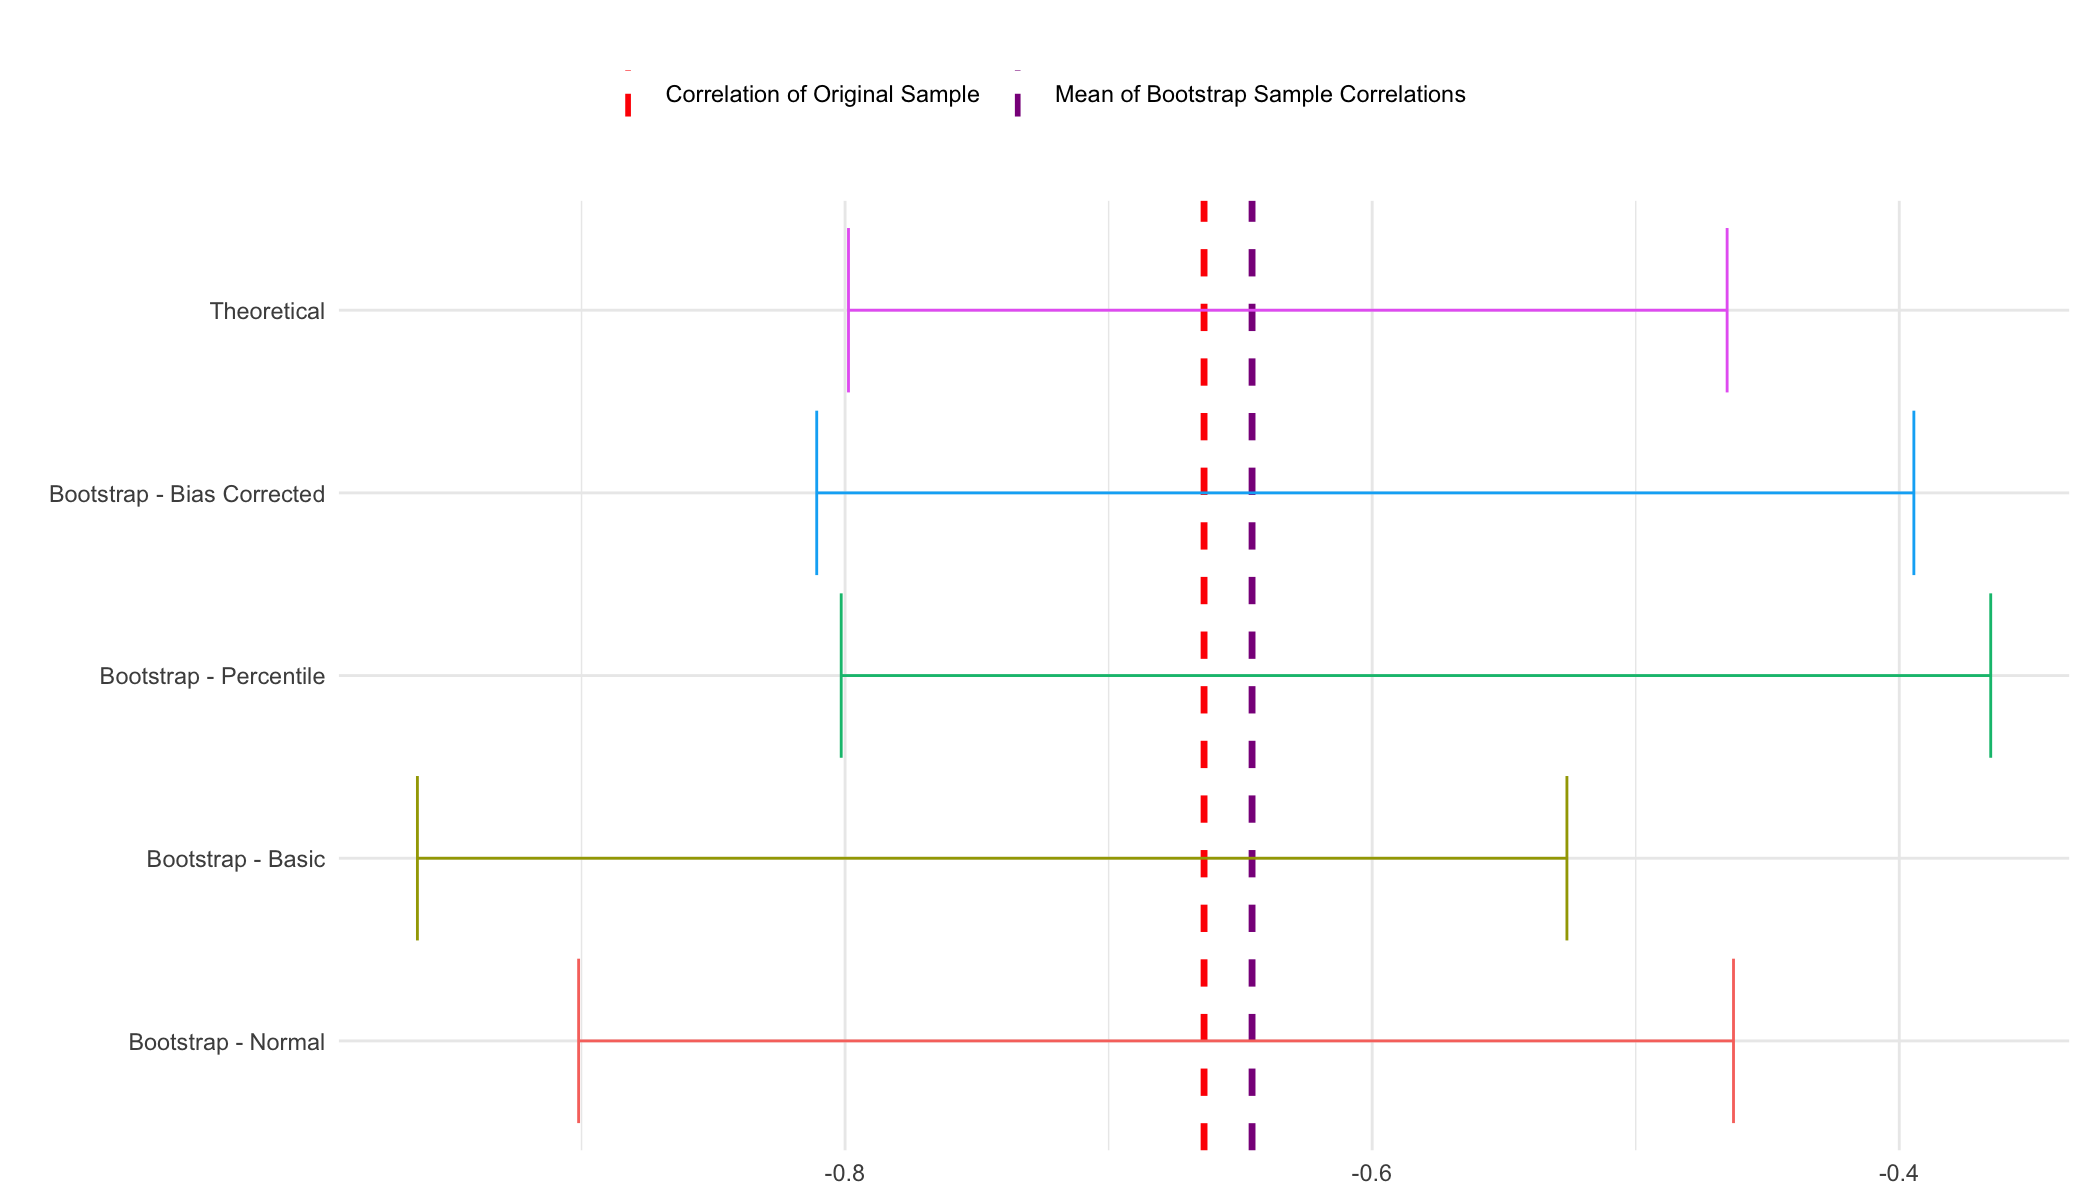 Correlation of Original Sample
Mean of Bootstrap Sample Correlations
Theoretical
Bootstrap - Bias Corrected
Bootstrap - Percentile
Bootstrap - Basic
Bootstrap - Normal
-0.8
-0.6
-0.4